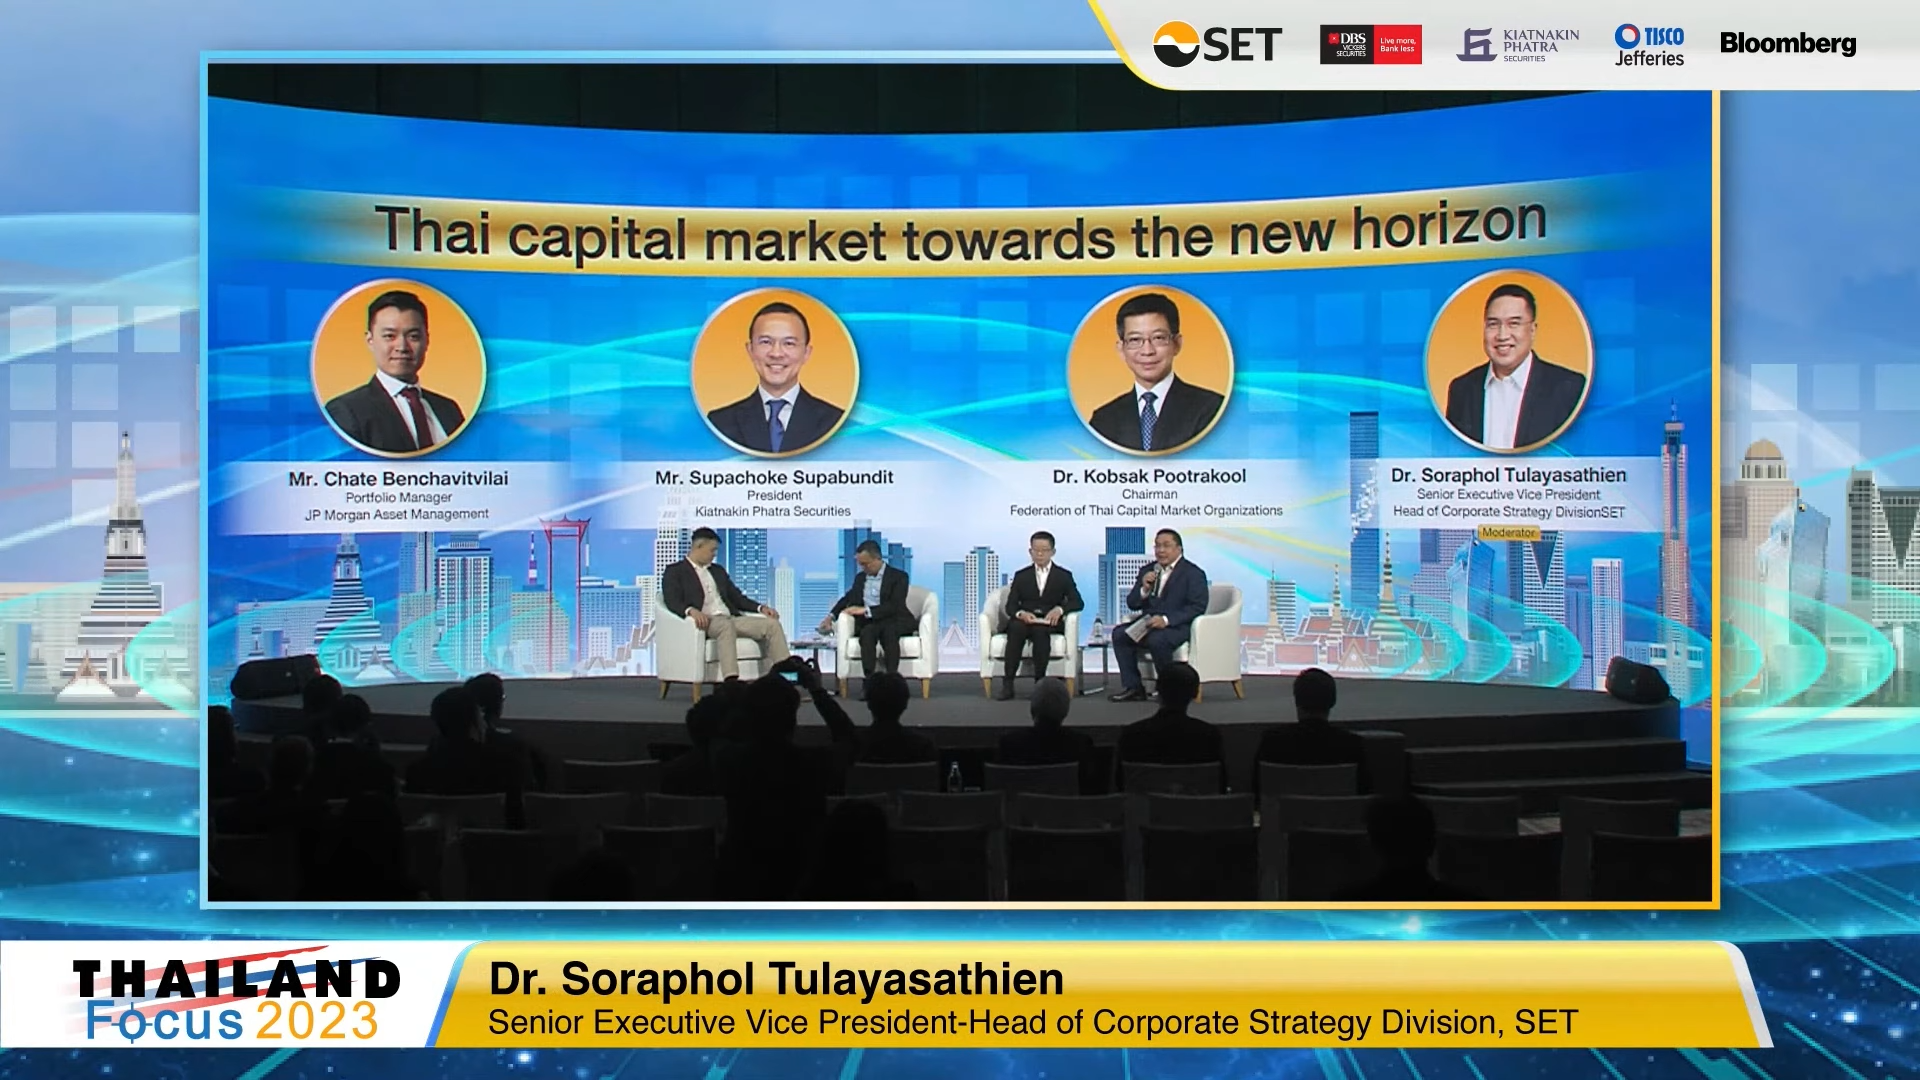 SET
DBS
VICKERS
SECURITIES
Live more,
Bank less
KIATNAKIN
PHATRA
SECURITIES
TISCO
Jefferies
Bloomberg
Thai capital market towards the new horizon
Mr. Chate Benchavitvilai
Portfolio Manager
JP Morgan Asset Management
Mr. Supachoke Supabundit
President
Kiatnakin Phatra Securities
Dr. Kobsak Pootrakool
Chairman
Federation of Thai Capital Market Organizations
Dr. Soraphol Tulayasathien
Senior Executive Vice President
Head of Corporate Strategy DivisionSET
Moderator
THAILAND
Focus 2023
Dr. Soraphol Tulayasathien
Senior Executive Vice President-Head of Corporate Strategy Division, SET